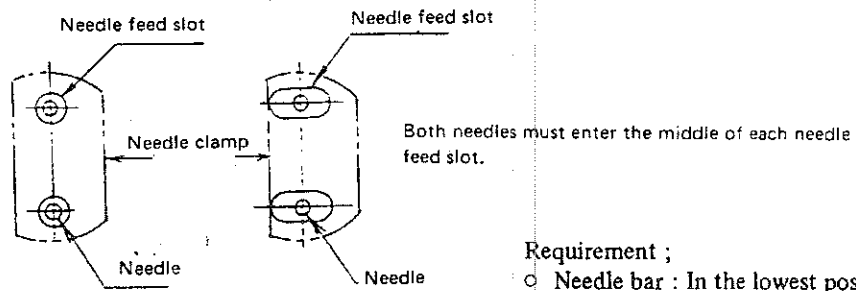 Needle feed slot
Needle feed slot
Needle clamp
Both needles must enter the middle of each needle
feed slot.
Needle
Needle
Requirement ;
○ Needle bar : In the lowest pos